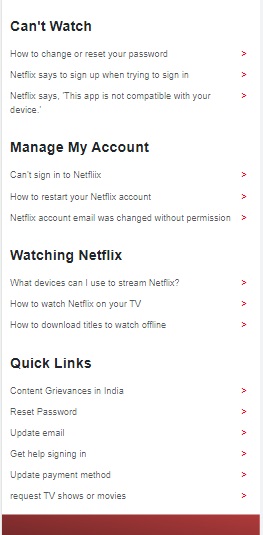 Can't Watch
How to change or reset your password >
Netflix says to sign up when trying to sign in >
Netflix says, 'This app is not compatible with your >
device.'
Manage My Account
Can't sign in to Netfliix >
How to restart your Netflix account >
Netflix account email was changed without permission >
Watching Netflix
What devices can I use to stream Netflix? >
How to watch Netflix on your TV >
How to download titles to watch offline >
Quick Links
Content Grievances in India >
Reset Password >
Update email >
Get help signing in >
Update payment method >
request TV shows or movies >